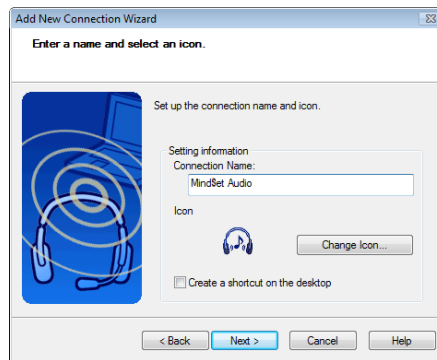 Add New Connection Wizard
Enter a name and select an icon.
Set up the connection name and icon.
Setting information
Connection Name:
MindSet Audio
Icon
Change Icon...
Create a shortcut on the desktop
< Back
Next >
Cancel
Help